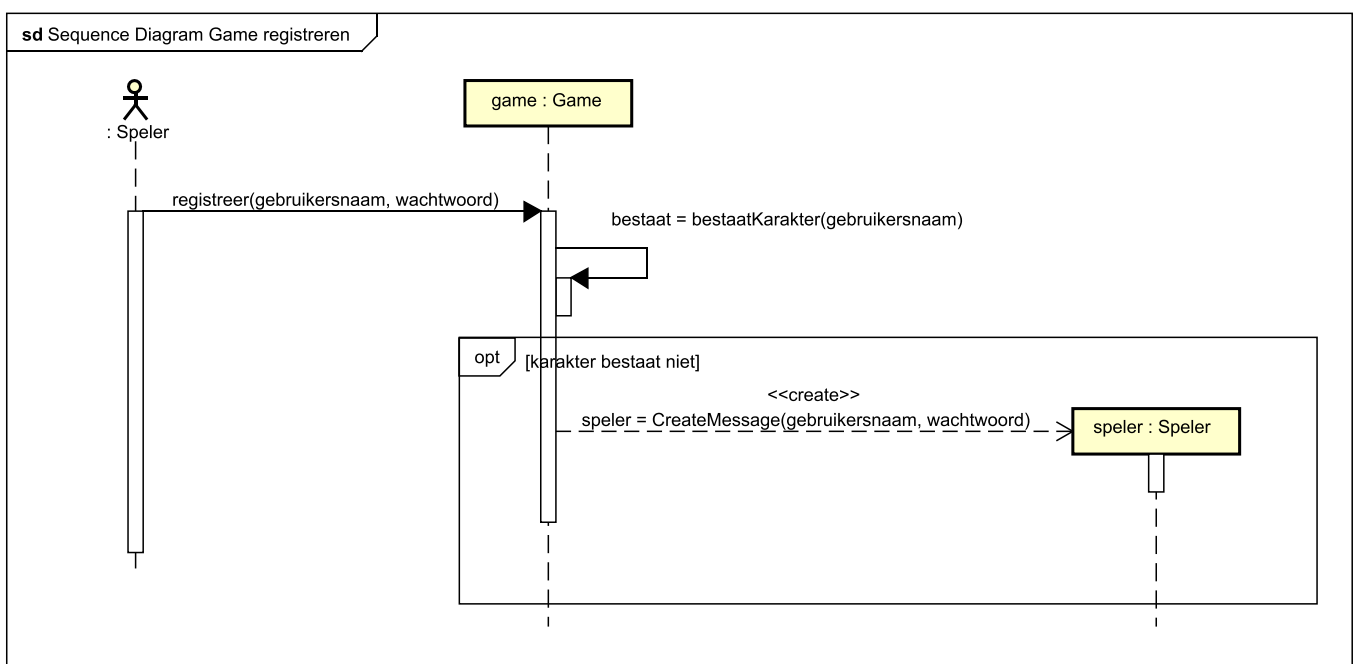 sd Sequence Diagram Game registreren
: Speler
game : Game
registreer(gebruikersnaam, wachtwoord)
bestaat = bestaatKarakter(gebruikersnaam)
opt
[karakter bestaat niet]
<<create>>
speler = CreateMessage(gebruikersnaam, wachtwoord)
speler : Speler